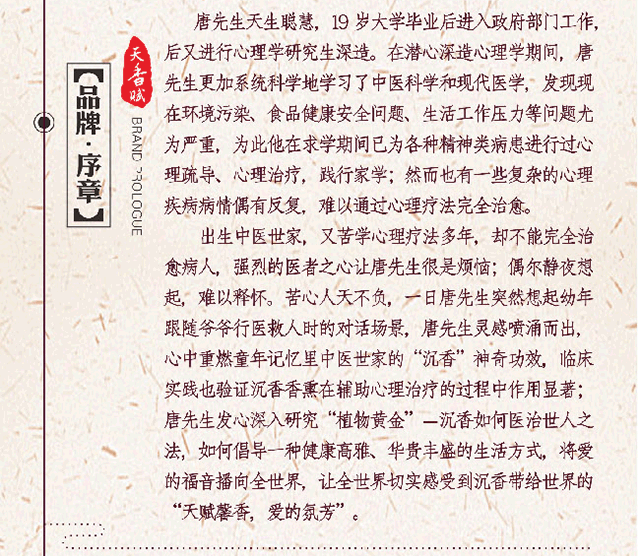 天香赋
【品牌·序章】
BRAND PROLOGUE
唐先生天生聪慧，19岁大学毕业后进入政府部门工作，
后又进行心理学研究生深造。在潜心深造心理学期间，唐
先生更加系统科学地学习了中医科学和现代医学，发现现
在环境污染、食品健康安全问题、生活工作压力等问题尤
为严重，为此他在求学期间已为各种精神类病患进行过心
理疏导、心理治疗，践行家学；然而也有一些复杂的心理
疾病病情偶有反复，难以通过心理疗法完全治愈。
出生中医世家，又苦学心理疗法多年，却不能完全治
愈病人，强烈的医者之心让唐先生很是烦恼；偶尔静夜想
起，难以释怀。苦心人天不负，一日唐先生突然想起幼年
跟随爷爷行医救人时的对话场景，唐先生灵感喷涌而出，
心中重燃童年记忆里中医世家的“沉香”神奇功效，临床
实践也验证沉香香熏在辅助心理治疗的过程中作用显著；
唐先生发心深入研究“植物黄金”—沉香如何医治世人之
法，如何倡导一种健康高雅、华贵丰盛的生活方式，将爱
的福音播向全世界，让全世界切实感受到沉香带给世界的
“天赋馨香，爱的氛芳”。